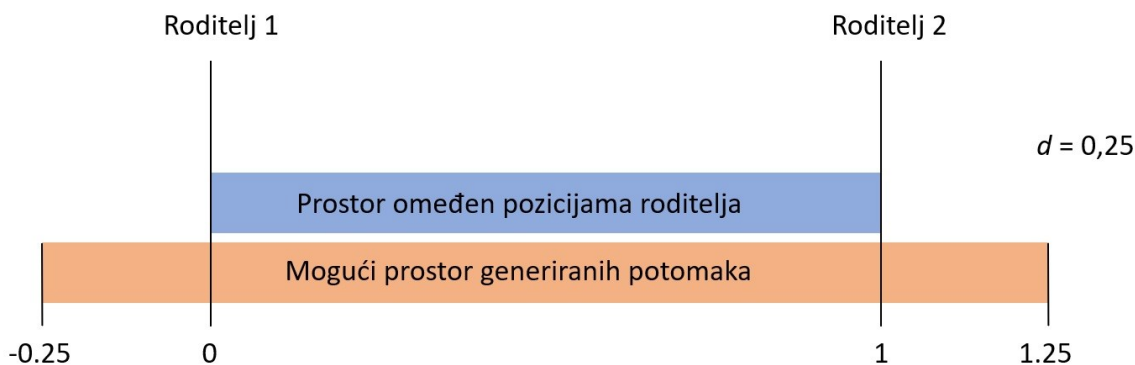 Roditelj 1
Roditelj 2
d = 0,25
Prostor omeđen pozicijama roditelja
Mogući prostor generiranih potomaka
-0.25
0
1
1.25